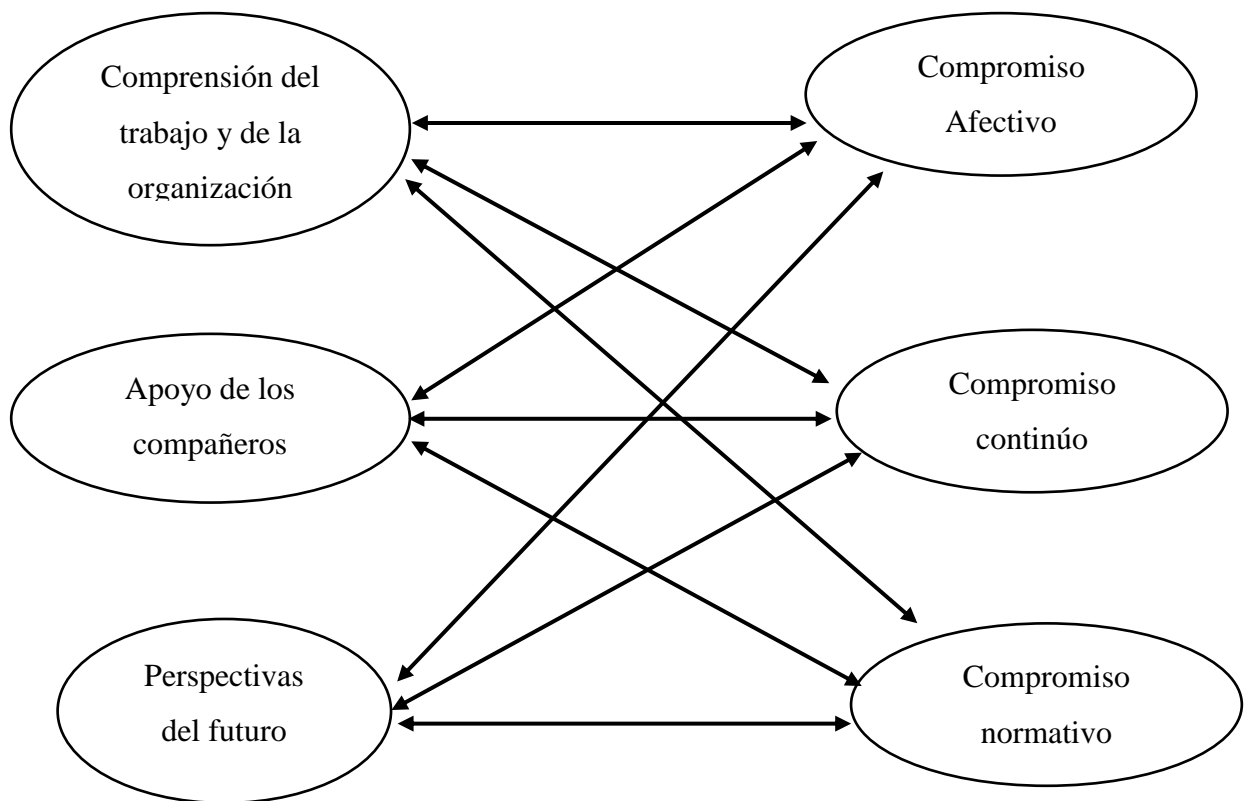 Comprensión del
trabajo y de la
organización
Compromiso
Afectivo
Apoyo de los
compañeros
Compromiso
continúo
Perspectivas
del futuro
Compromiso
normativo